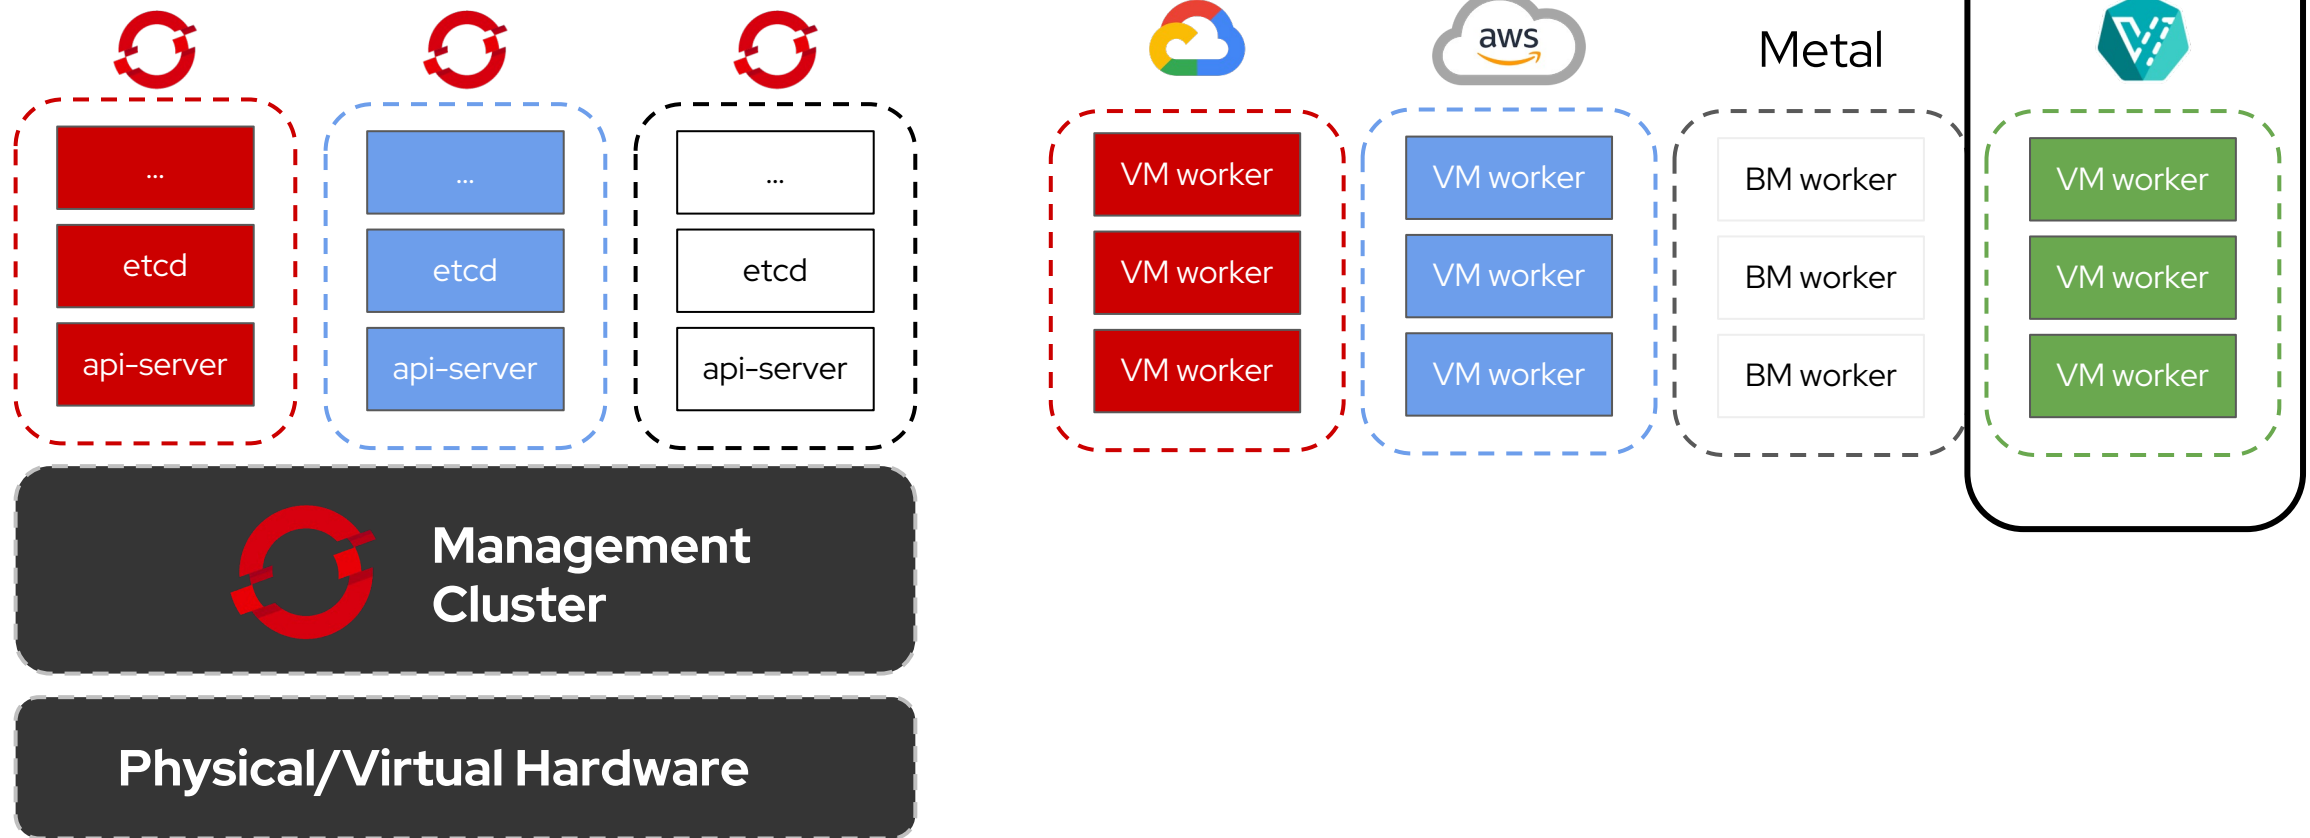 ...
etcd
api-server
...
etcd
api-server
...
etcd
api-server
Management
Cluster
Physical/Virtual Hardware
VM worker
VM worker
VM worker
aws
VM worker
VM worker
VM worker
Metal
BM worker
BM worker
BM worker
VM worker
VM worker
VM worker